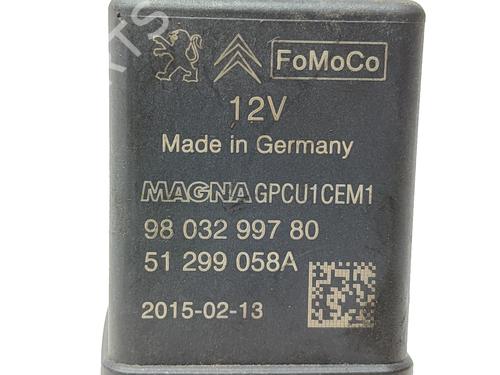 FoMoCo
12V
Made in Germany
MAGNA GPCU1CEM1
98 032 997 80
51 299 058A
2015-02-13